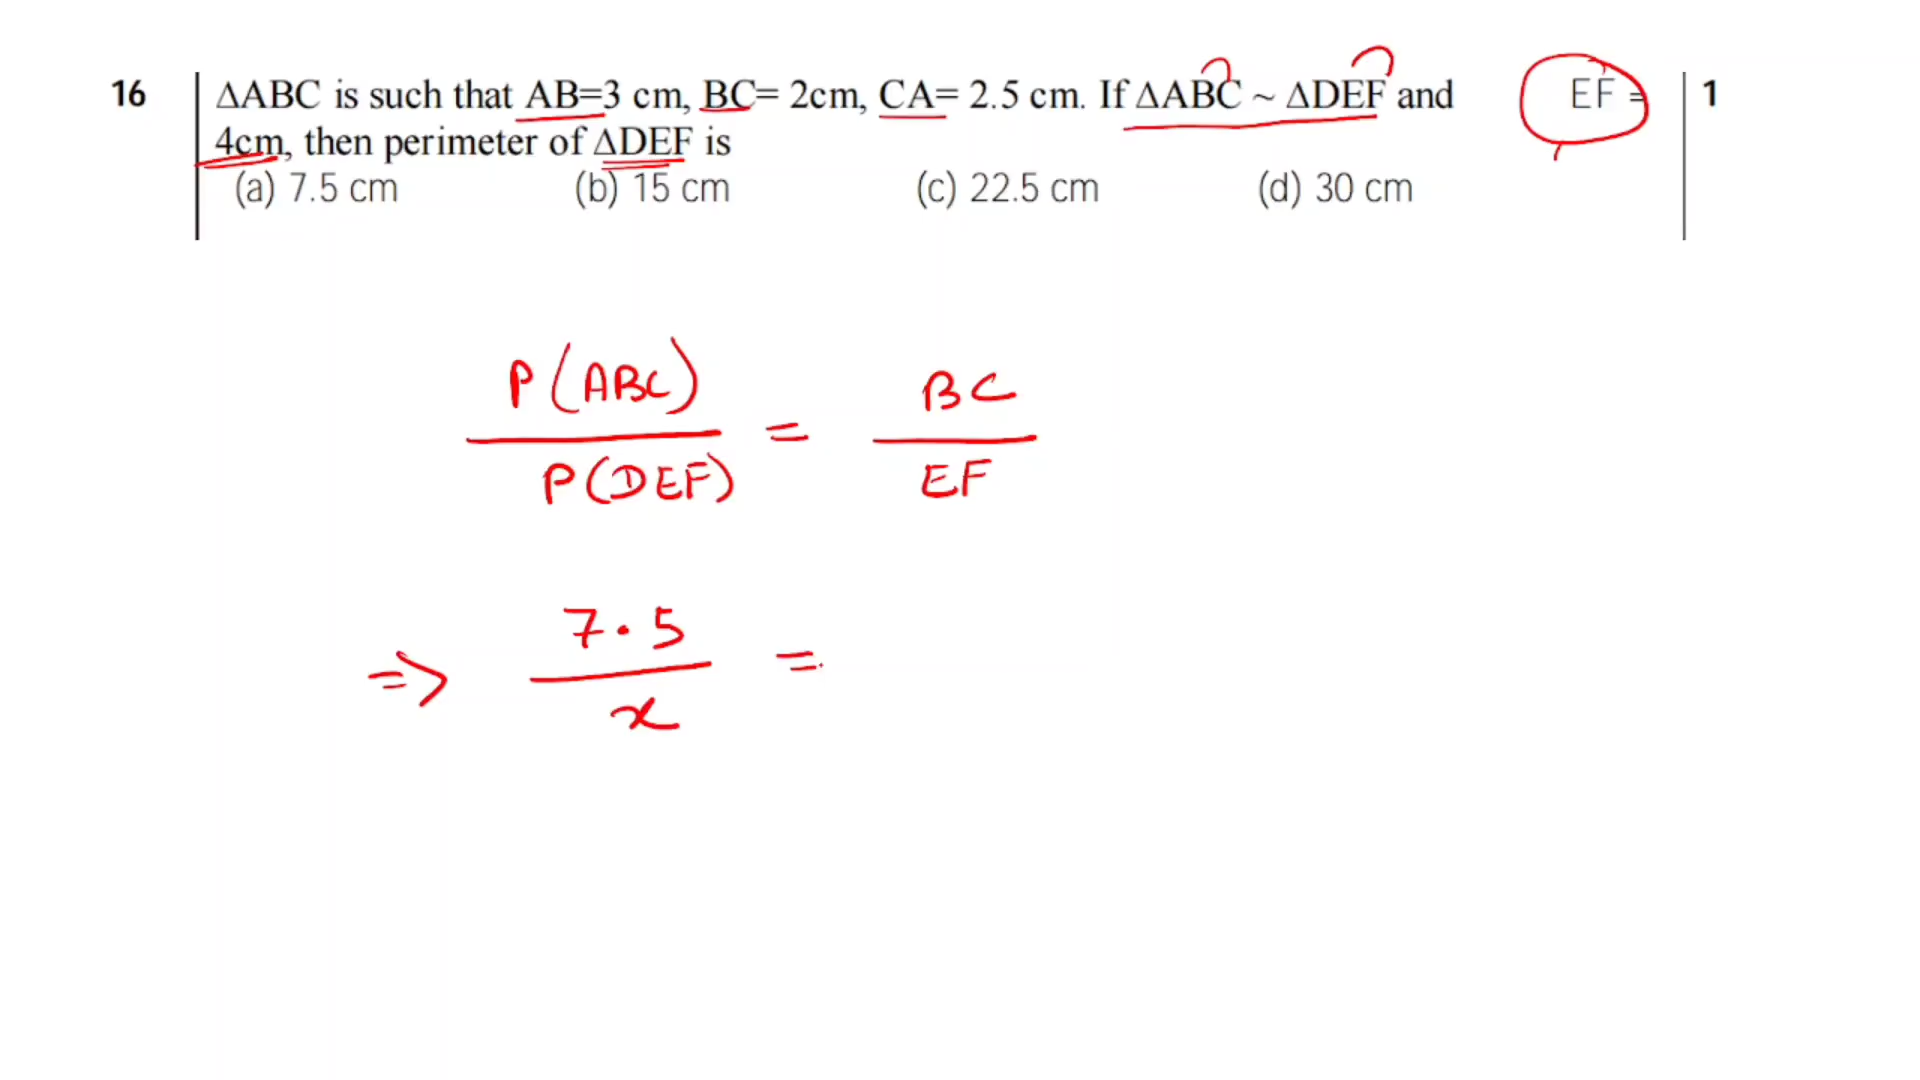 16 ΔABC is such that AB=3 cm, BC= 2cm, CA= 2.5 cm. If ΔABC ~ ΔDEF and EF = 1
4cm, then perimeter of ΔDEF is
(a) 7.5 cm (b) 15 cm (c) 22.5 cm (d) 30 cm
P(ABC) BC
=
P(DEF) EF
7.5
=> =
x